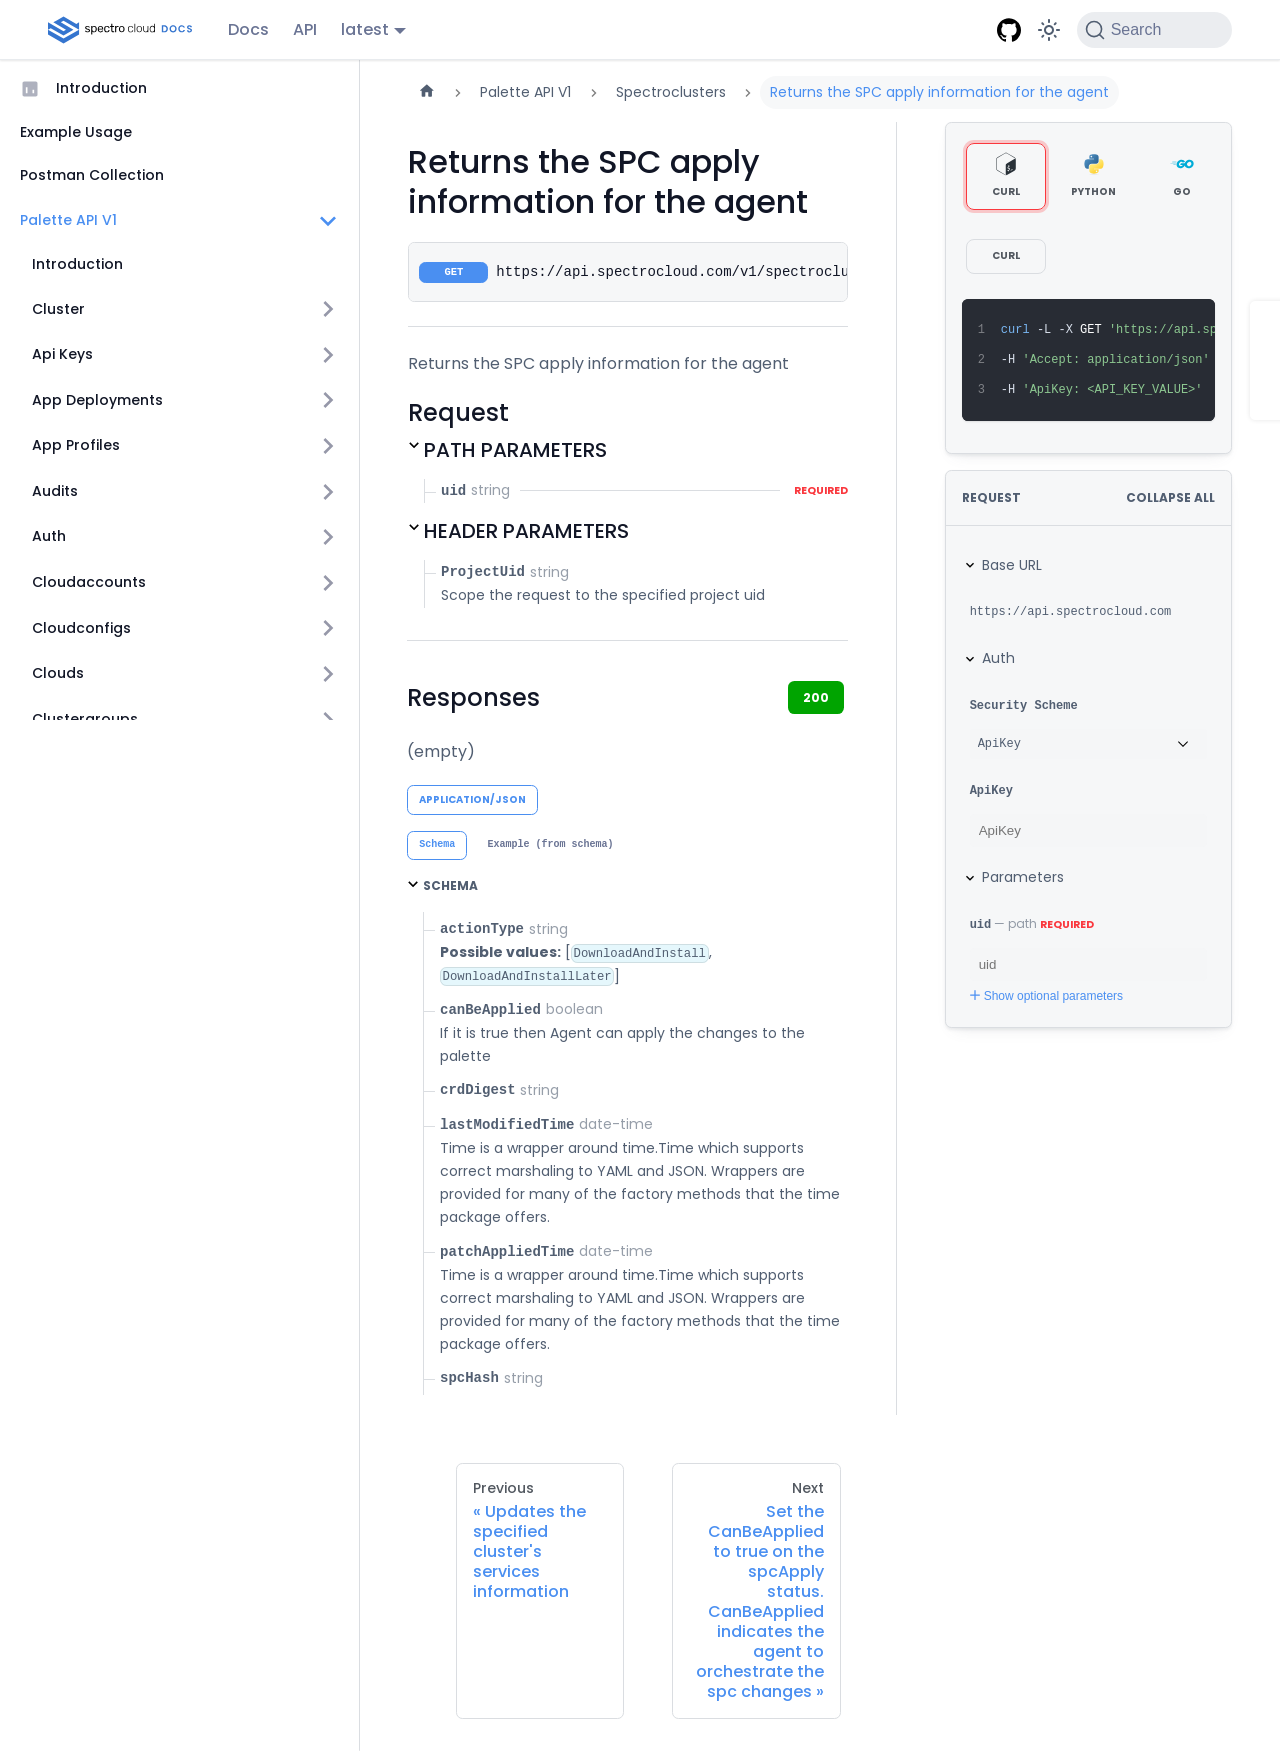 spectro cloud DOCS
Docs
API
latest
Search
Introduction
Example Usage
Postman Collection
Palette API V1
Introduction
Cluster
Api Keys
App Deployments
App Profiles
Audits
Auth
Cloudaccounts
Cloudconfigs
Clouds
Clustergroups
Palette API V1
Spectroclusters
Returns the SPC apply information for the agent
Returns the SPC apply
information for the agent
GET https://api.spectrocloud.com/v1/spectroclu
Returns the SPC apply information for the agent
Request
PATH PARAMETERS
uid string REQUIRED
HEADER PARAMETERS
ProjectUid string
Scope the request to the specified project uid
Responses
200
(empty)
APPLICATION/JSON
Schema
Example (from schema)
SCHEMA
actionType string
Possible values: [DownloadAndInstall,
DownloadAndInstallLater]
canBeApplied boolean
If it is true then Agent can apply the changes to the
palette
crdDigest string
lastModifiedTime date-time
Time is a wrapper around time.Time which supports
correct marshaling to YAML and JSON. Wrappers are
provided for many of the factory methods that the time
package offers.
patchAppliedTime date-time
Time is a wrapper around time.Time which supports
correct marshaling to YAML and JSON. Wrappers are
provided for many of the factory methods that the time
package offers.
spcHash string
Previous
« Updates the
specified
cluster's
services
information
Next
Set the
CanBeApplied
to true on the
spcApply
status.
CanBeApplied
indicates the
agent to
orchestrate the
spc changes »
CURL
PYTHON
GO
CURL
1 curl -L -X GET 'https://api.sp
2 -H 'Accept: application/json'
3 -H 'ApiKey: <API_KEY_VALUE>'
REQUEST
COLLAPSE ALL
Base URL
https://api.spectrocloud.com
Auth
Security Scheme
ApiKey
ApiKey
ApiKey
Parameters
uid — path REQUIRED
uid
Show optional parameters